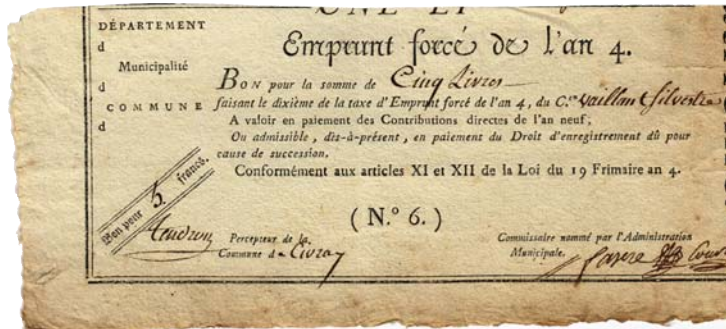 DÉPARTEMENT
d
Municipalité
d
COMMUNE
d
Emprunt forcé de l'an 4.
BON pour la somme de Cinq Livres
faisant le dixième de la taxe d'Emprunt forcé de l'an 4, du C.en Vaillant Silvestre
A valoir en paiement des Contributions directes de l'an neuf;
Ou admissible, dès-à-présent, en paiement du Droit d'enregistrement dû pour
cause de succession.
Conformément aux articles XI et XII de la Loi du 19 Frimaire an 4.
Bon pour 5 francs.
(N.° 6.)
Percepteur de la
Commune de Civray
Commissaire nommé par l'Administration
Municipale.